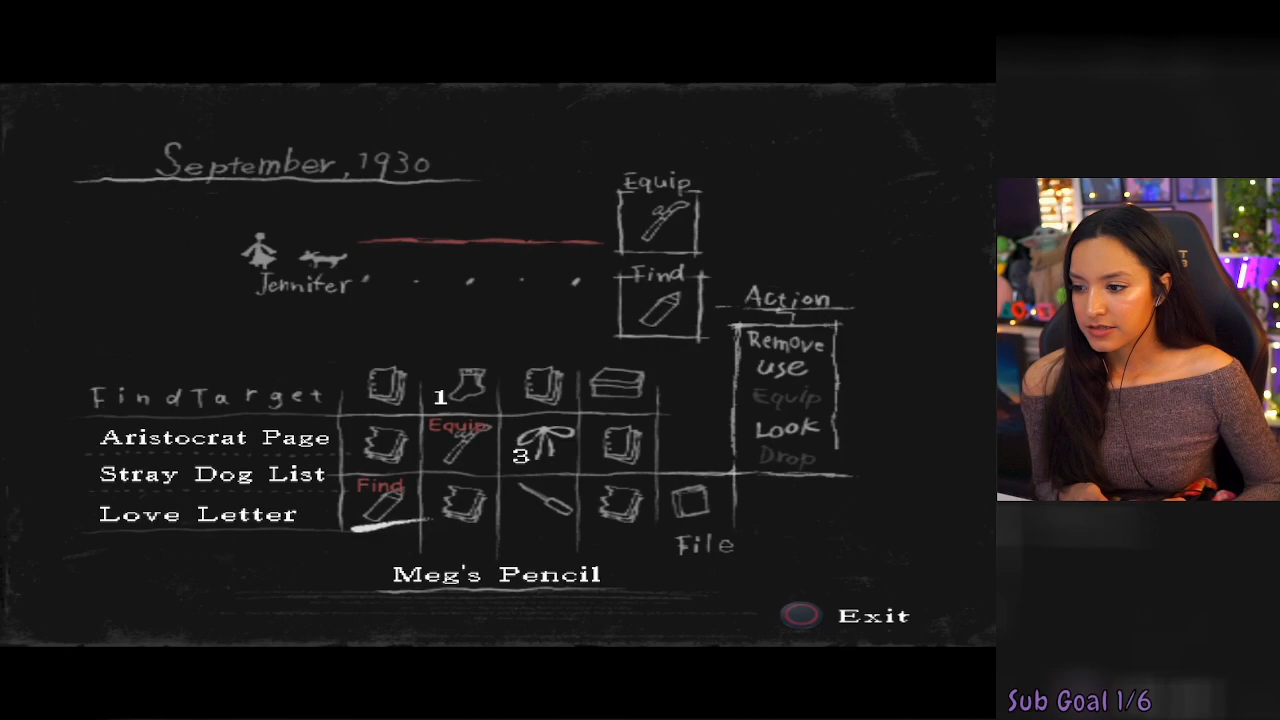 September, 1930
Equip
Jennifer
Find
Action
Remove
use
Equip
Look
Drop
Find Target
1
Aristocrat Page
Equip
3
Stray Dog List
Find
Love Letter
File
Meg's Pencil
Exit
Sub Goal 1/6